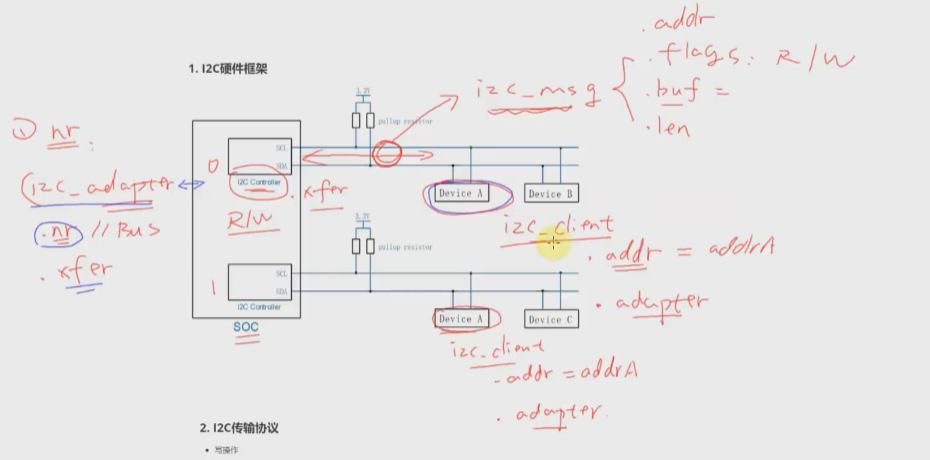 1. I2C硬件框架
.addr
.flags: R/W
i2c_msg
.buf =
.len
3.3V
pullup resistor
① nr:
SCL
SDA
0
I2C Controller
i2c_adapter
.nr // Bus
.xfer
.xfer
R/W
Device A
Device B
i2c_client
.addr = addrA
.adapter
3.3V
pullup resistor
SCL
SDA
1
I2C Controller
SOC
Device A
Device C
i2c_client
.addr = addrA
.adapter.
2. I2C传输协议
• 写操作